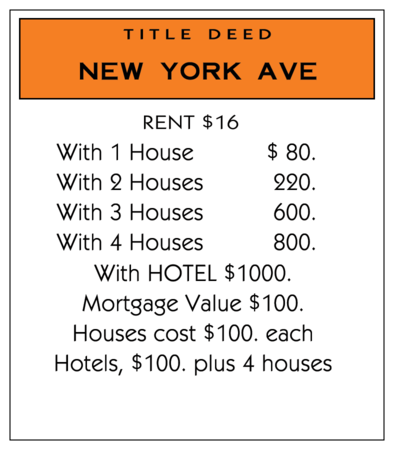 TITLE DEED
NEW YORK AVE
RENT $16
With 1 House $ 80.
With 2 Houses 220.
With 3 Houses 600.
With 4 Houses 800.
With HOTEL $1000.
Mortgage Value $100.
Houses cost $100. each
Hotels, $100. plus 4 houses